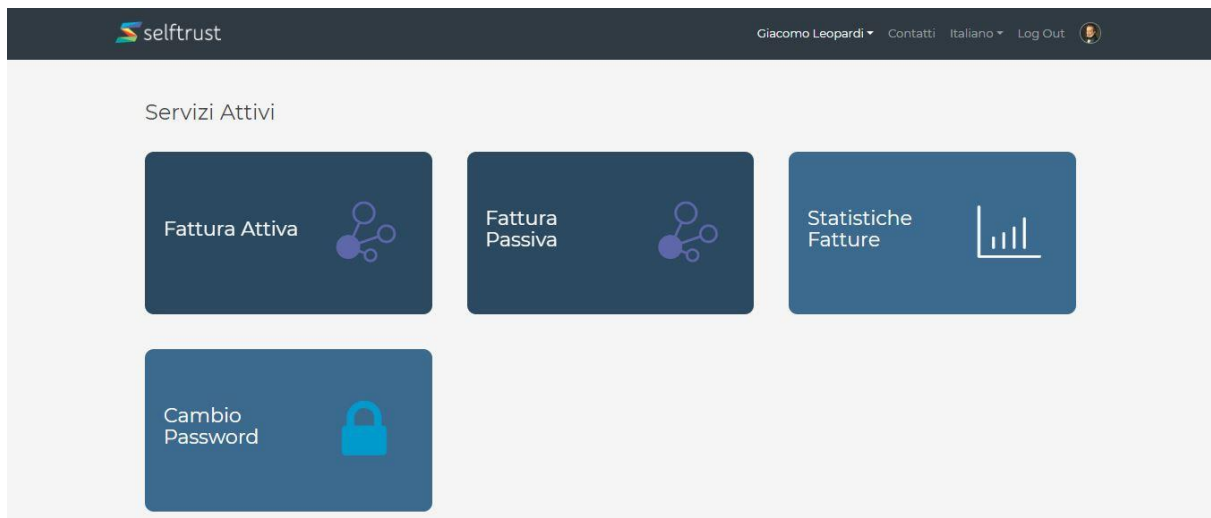 selftrust
Giacomo Leopardi Contatti Italiano Log Out
Servizi Attivi
Fattura Attiva
Fattura
Passiva
Statistiche
Fatture
Cambio
Password